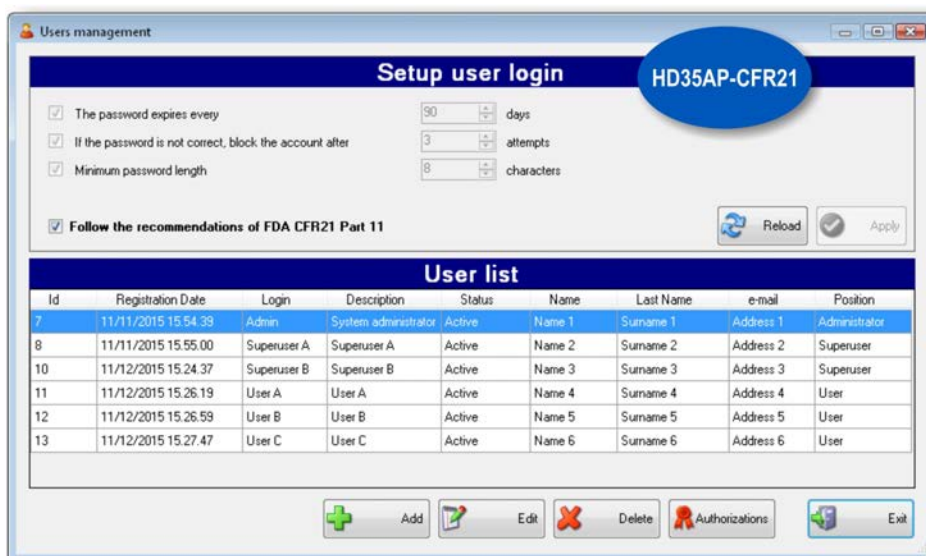 Users management
Setup user login
HD35AP-CFR21
The password expires every 90 days
If the password is not correct, block the account after 3 attempts
Minimum password length 8 characters
Follow the recommendations of FDA CFR21 Part 11
Reload Apply
User list
Id Registration Date Login Description Status Name Last Name e-mail Position
7 11/11/2015 15.54.39 Admin System administrator Active Name 1 Surname 1 Address 1 Administrator
8 11/11/2015 15.55.00 Superuser A Superuser A Active Name 2 Surname 2 Address 2 Superuser
10 11/12/2015 15.24.37 Superuser B Superuser B Active Name 3 Surname 3 Address 3 Superuser
11 11/12/2015 15.26.19 User A User A Active Name 4 Surname 4 Address 4 User
12 11/12/2015 15.26.59 User B User B Active Name 5 Surname 5 Address 5 User
13 11/12/2015 15.27.47 User C User C Active Name 6 Surname 6 Address 6 User
Add Edit Delete Authorizations Exit